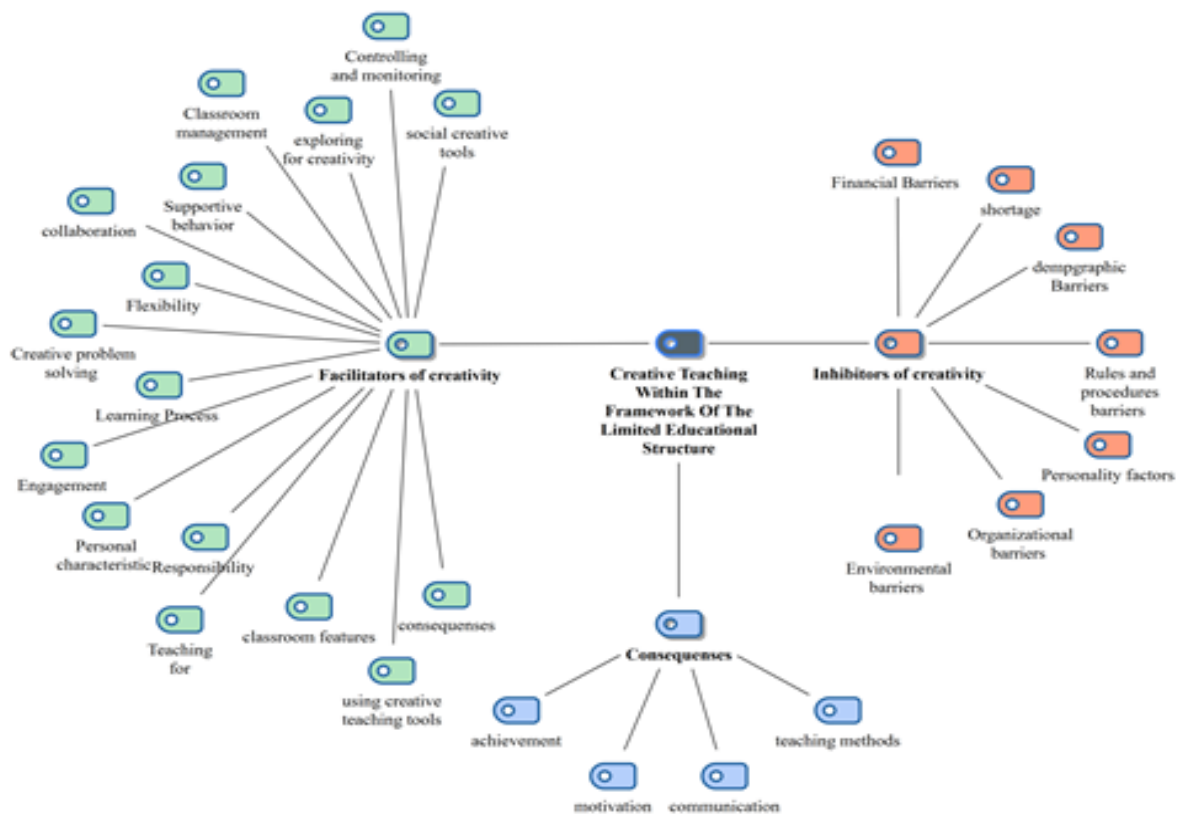 Controlling
and monitoring
Classroom
management
exploring
for creativity
social creative
tools
Supportive
behavior
collaboration
Flexibility
Creative problem
solving
Learning Process
Engagement
Personal
characteristic
Responsibility
Teaching
for
classroom features
consequenses
using creative
teaching tools
Facilitators of creativity
Creative Teaching
Within The
Framework Of The
Limited Educational
Structure
Inhibitors of creativity
Financial Barriers
shortage
dempgraphic
Barriers
Rules and
procedures
barriers
Personality factors
Organizational
barriers
Environmental
barriers
Consequenses
achievement
teaching methods
motivation
communication